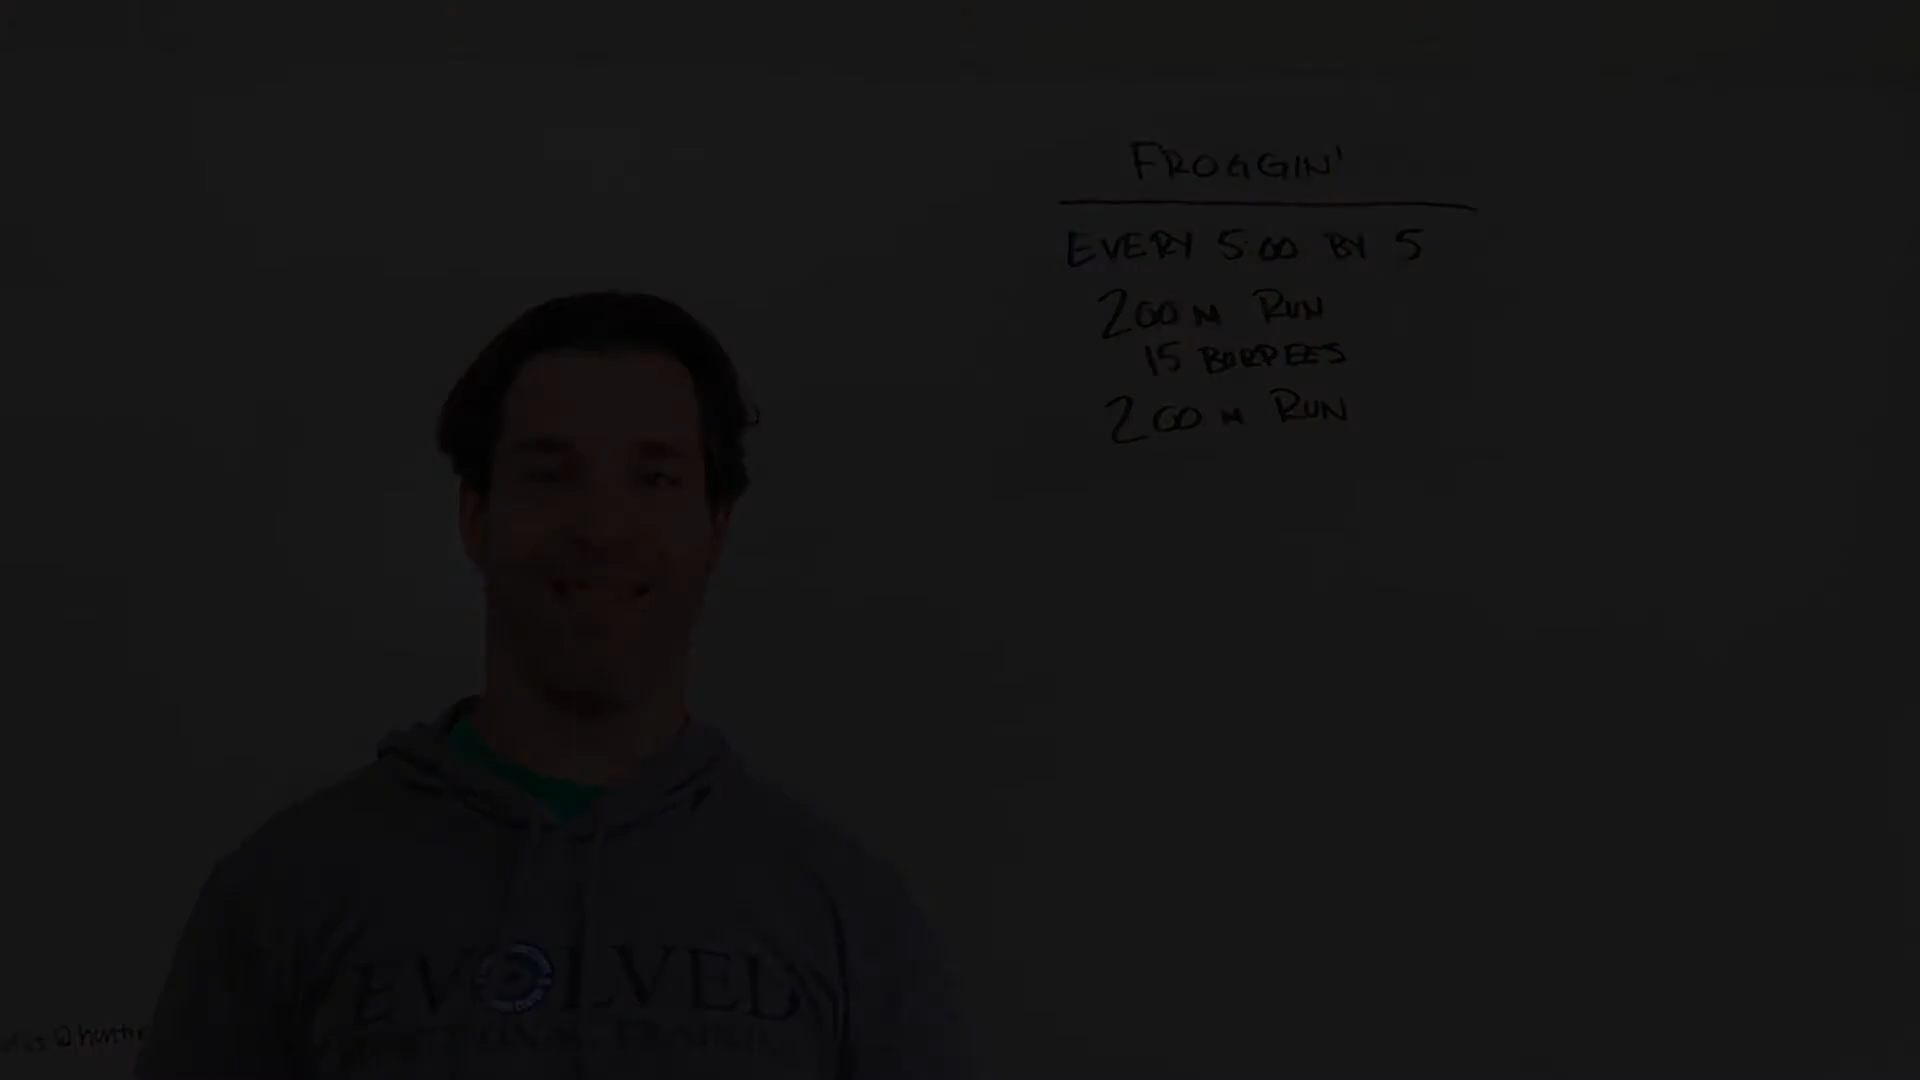 FROGGIN'
EVERY 5:00 BY 5
200 M RUN
15 BURPEES
200 M RUN
EVOLVED